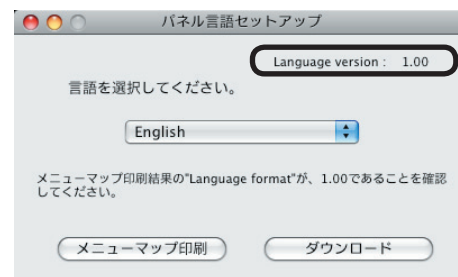 パネル言語セットアップ
Language version : 1.00
言語を選択してください。
English
メニューマップ印刷結果の"Language format"が、1.00であることを確認
してください。
メニューマップ印刷
ダウンロード